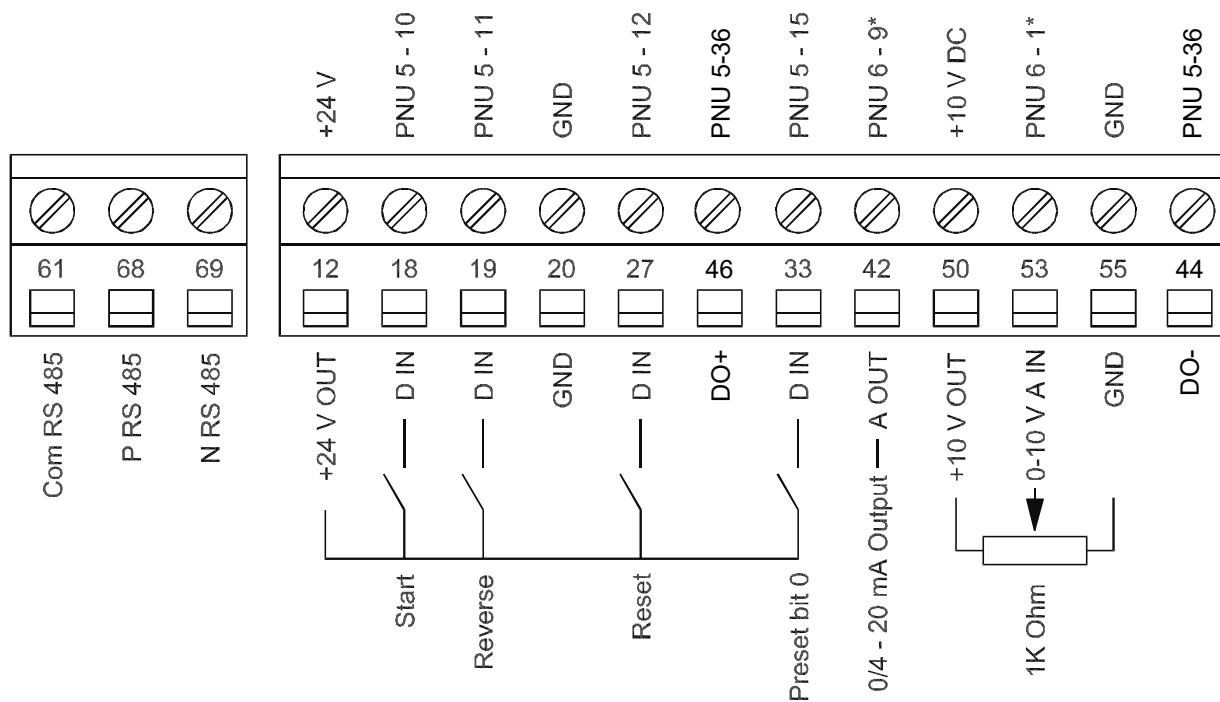 +24 V
PNU 5 - 10
PNU 5 - 11
GND
PNU 5 - 12
PNU 5-36
PNU 5 - 15
PNU 6 - 9*
+10 V DC
PNU 6 - 1*
GND
PNU 5-36
61 68 69 12 18 19 20 27 46 33 42 50 53 55 44
Com RS 485
P RS 485
N RS 485
+24 V OUT
D IN
D IN
GND
D IN
DO+
D IN
0/4 - 20 mA Output — A OUT
+10 V OUT
0-10 V A IN
GND
DO-
Start
Reverse
Reset
Preset bit 0
1K Ohm